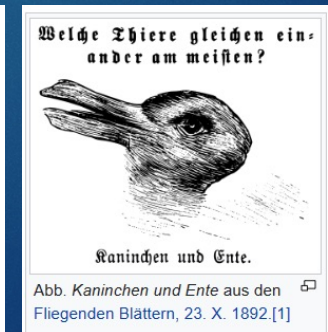 Welche Thiere gleichen ein-
ander am meisten?
Kaninchen und Ente.
Abb. Kaninchen und Ente aus den
Fliegenden Blättern, 23. X. 1892.[1]